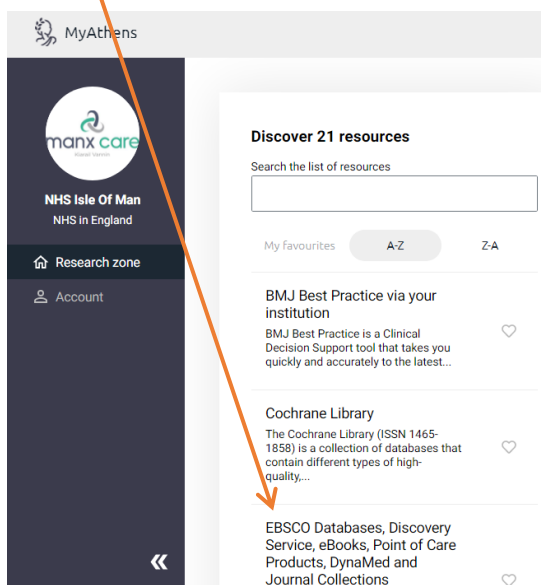 MyAthens
manx care
Kiarail Vannin
NHS Isle Of Man
NHS in England
Research zone
Account
Discover 21 resources
Search the list of resources
My favourites
A-Z
Z-A
BMJ Best Practice via your
institution
BMJ Best Practice is a Clinical
Decision Support tool that takes you
quickly and accurately to the latest...
Cochrane Library
The Cochrane Library (ISSN 1465-
1858) is a collection of databases that
contain different types of high-
quality,...
EBSCO Databases, Discovery
Service, eBooks, Point of Care
Products, DynaMed and
Journal Collections